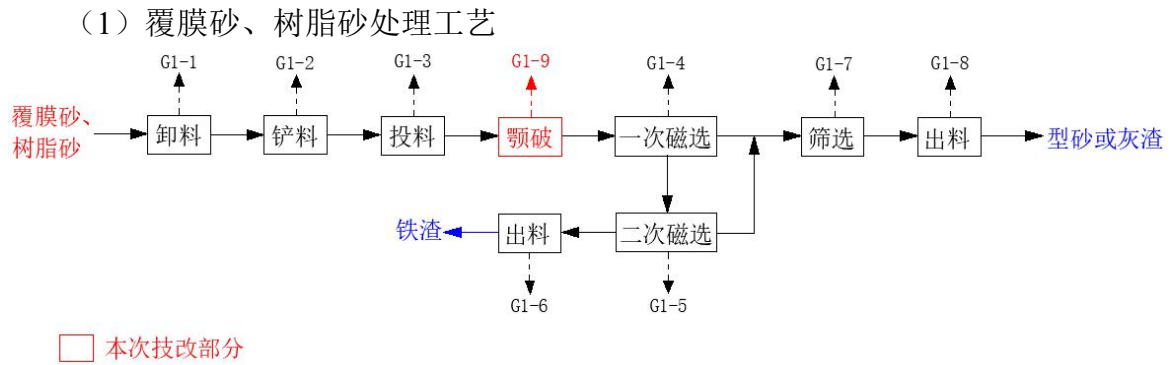 （1）覆膜砂、树脂砂处理工艺
G1-1 G1-2 G1-3 G1-9 G1-4 G1-7 G1-8
覆膜砂、
树脂砂
卸料 铲料 投料 颚破 一次磁选 筛选 出料 型砂或灰渣
铁渣 出料 二次磁选
G1-6 G1-5
本次技改部分